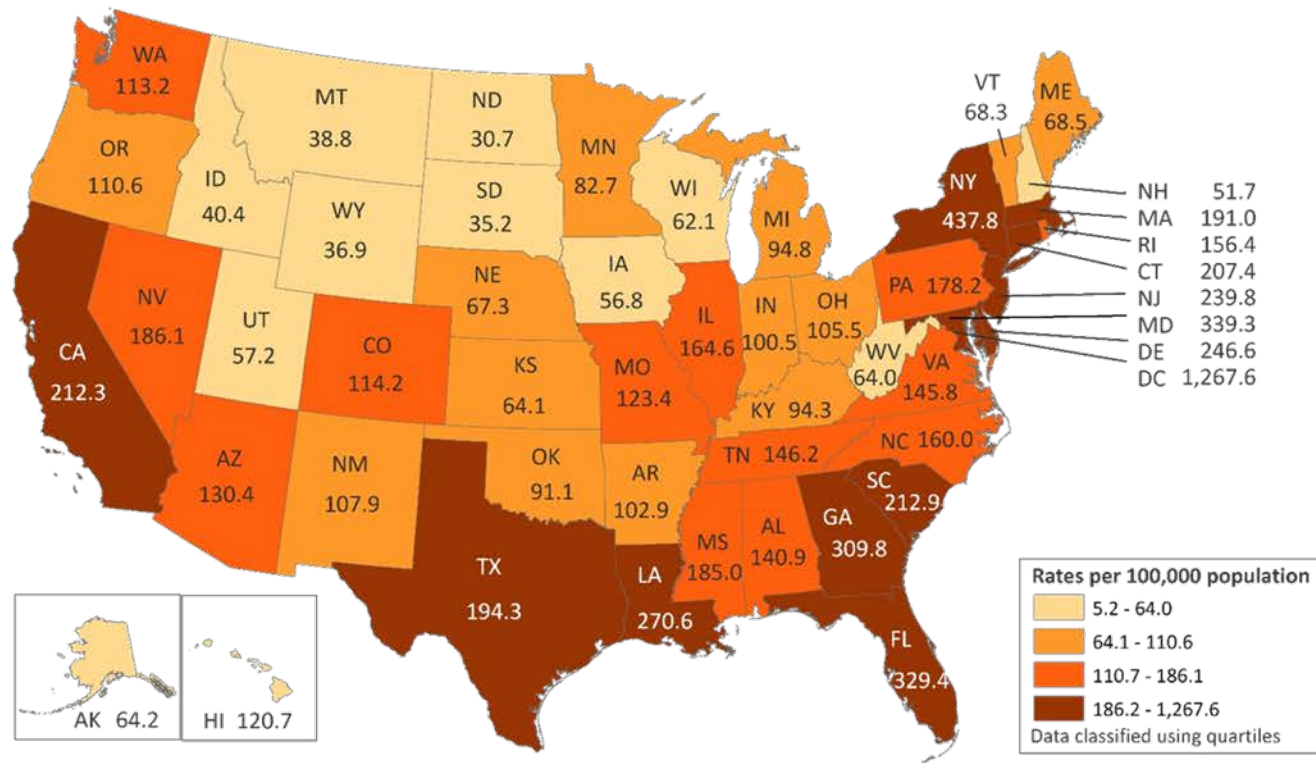 WA
113.2
MT
38.8
ND
30.7
MN
82.7
VT
68.3
ME
68.5
OR
110.6
ID
40.4
WY
36.9
SD
35.2
WI
62.1
MI
94.8
NY
437.8
NH 51.7
MA 191.0
RI 156.4
CT 207.4
NJ 239.8
MD 339.3
DE 246.6
DC 1,267.6
NV
186.1
UT
57.2
NE
67.3
IA
56.8
IL
164.6
IN
100.5
OH
105.5
PA 178.2
CA
212.3
CO
114.2
KS
64.1
MO
123.4
WV
64.0
VA
145.8
KY 94.3
AZ
130.4
NM
107.9
OK
91.1
AR
102.9
TN 146.2
NC 160.0
SC
212.9
TX
194.3
LA
270.6
MS
185.0
AL
140.9
GA
309.8
FL
329.4
AK 64.2
HI 120.7
Rates per 100,000 population
5.2 - 64.0
64.1 - 110.6
110.7 - 186.1
186.2 - 1,267.6
Data classified using quartiles